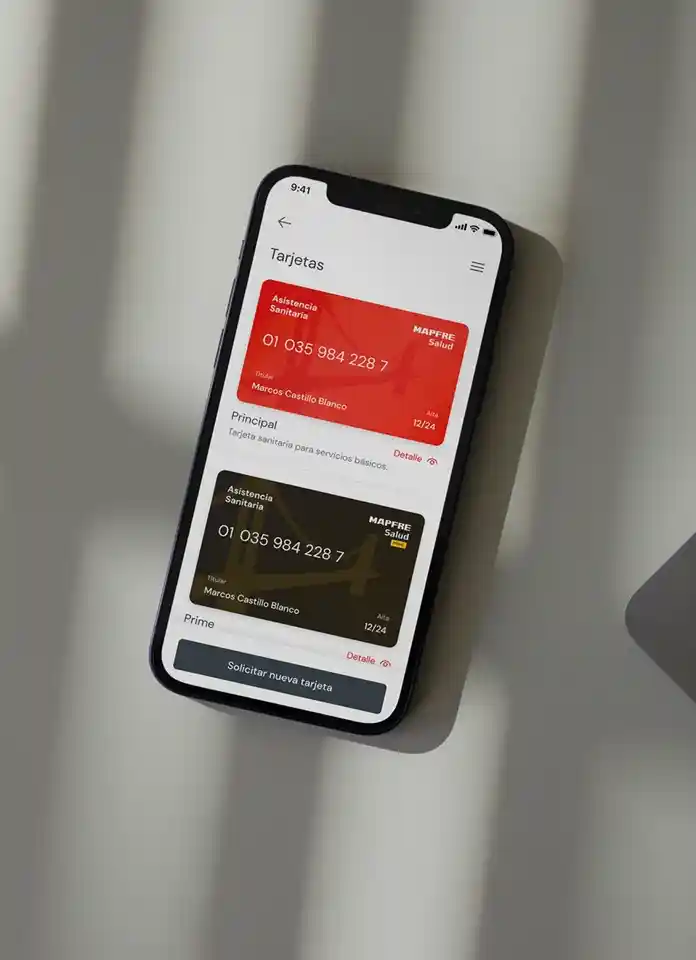 9:41
Tarjetas
Asistencia
Sanitaria
MAPFRE
Salud
01 035 984 228 7
Titular
Marcos Castillo Blanco
Alta
12/24
Principal
Tarjeta sanitaria para servicios básicos.
Detalle
Asistencia
Sanitaria
MAPFRE
Salud
01 035 984 228 7
Titular
Marcos Castillo Blanco
Alta
12/24
Prime
Detalle
Solicitar nueva tarjeta